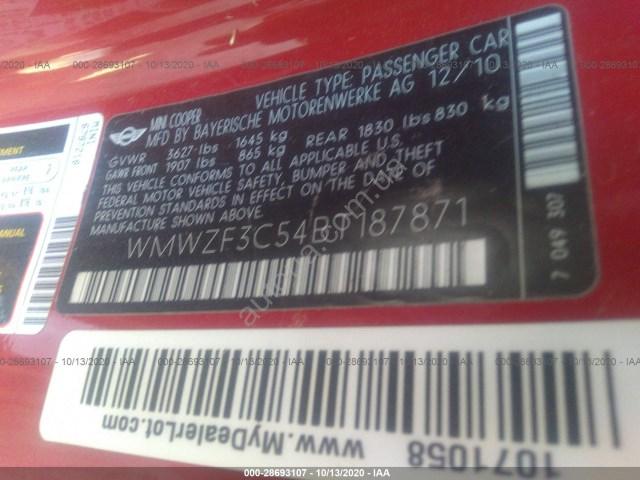 000-28693107 - 10/13/2020 - IAA
MINI COOPER
VEHICLE TYPE: PASSENGER CAR
MFD BY BAYERISCHE MOTORENWERKE AG 12/10
GVWR 3627-lbs 1645 kg
GAWR FRONT 1907 lbs 865 kg REAR 1830 lbs 830 kg
THIS VEHICLE CONFORMS TO ALL APPLICABLE U.S.
FEDERAL MOTOR VEHICLE SAFETY, BUMPER AND THEFT
PREVENTION STANDARDS IN EFFECT ON THE DATE OF
MANUFACTURE SHOWN ABOVE.
7 049 307
MANUAL
www.MyDealerLot.com
1071058
000-28693107 - 10/13/2020 - IAA